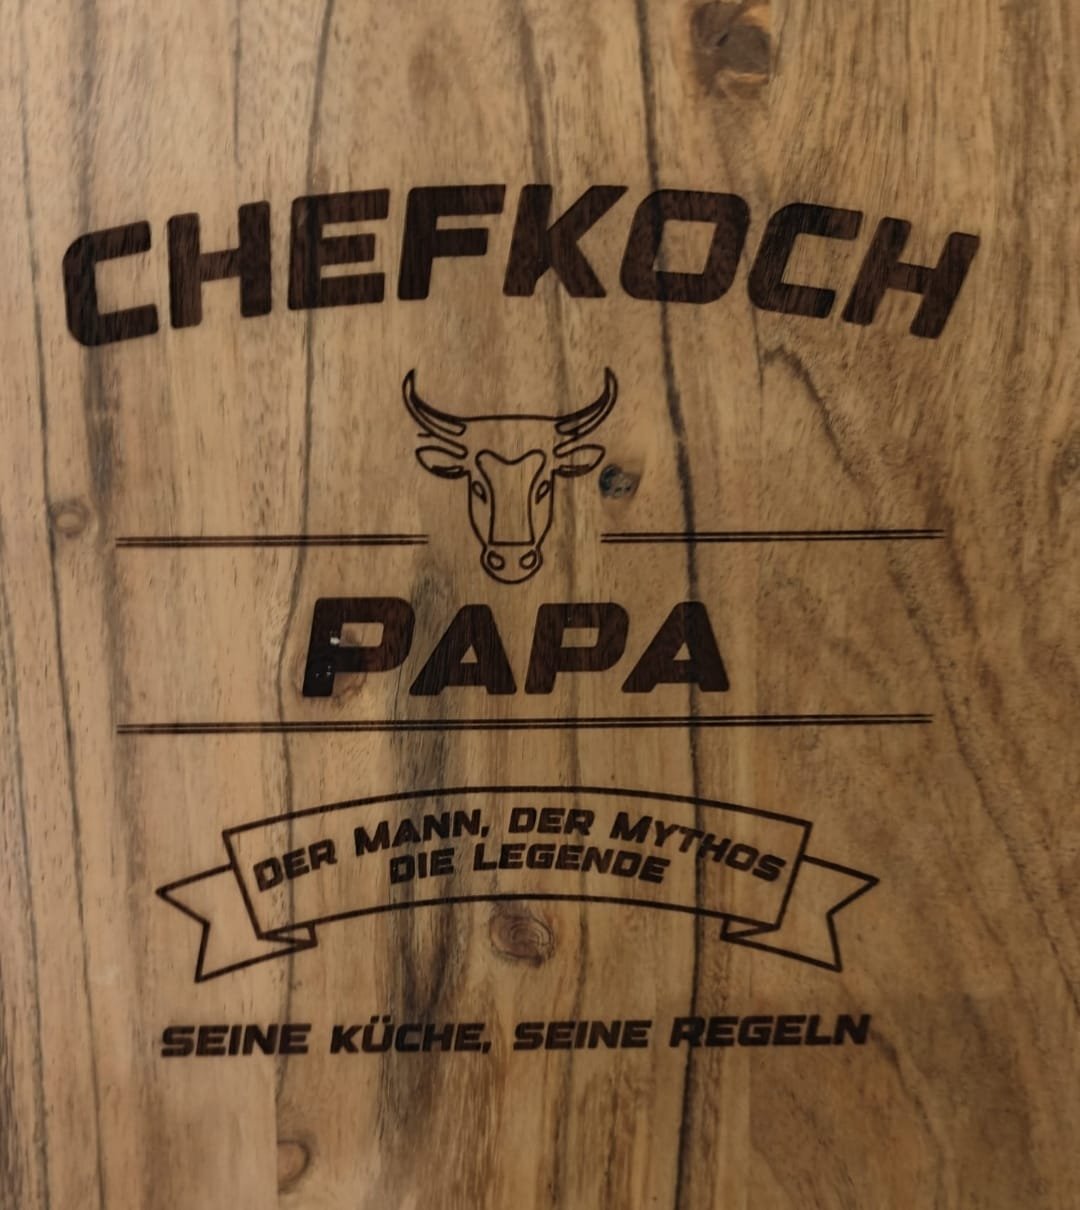 CHEFKOCH
PAPA
DER MANN, DER MYTHOS
DIE LEGENDE
SEINE KÜCHE, SEINE REGELN